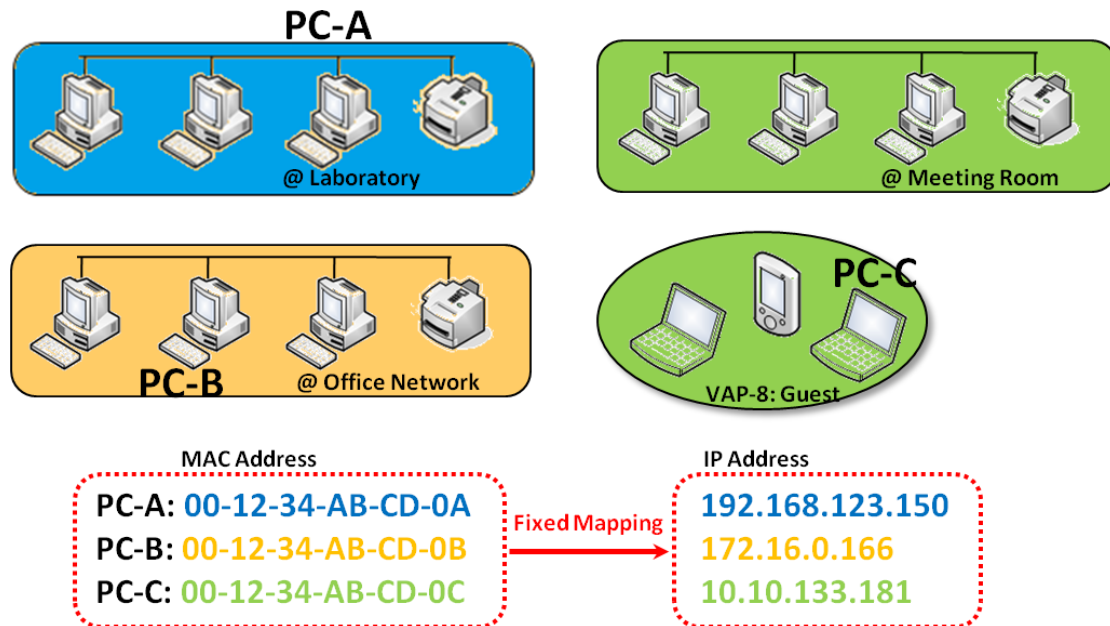 PC-A
@ Laboratory
@ Meeting Room
PC-B
@ Office Network
PC-C
VAP-8: Guest
MAC Address
PC-A: 00-12-34-AB-CD-0A
PC-B: 00-12-34-AB-CD-0B
PC-C: 00-12-34-AB-CD-0C
Fixed Mapping
IP Address
192.168.123.150
172.16.0.166
10.10.133.181